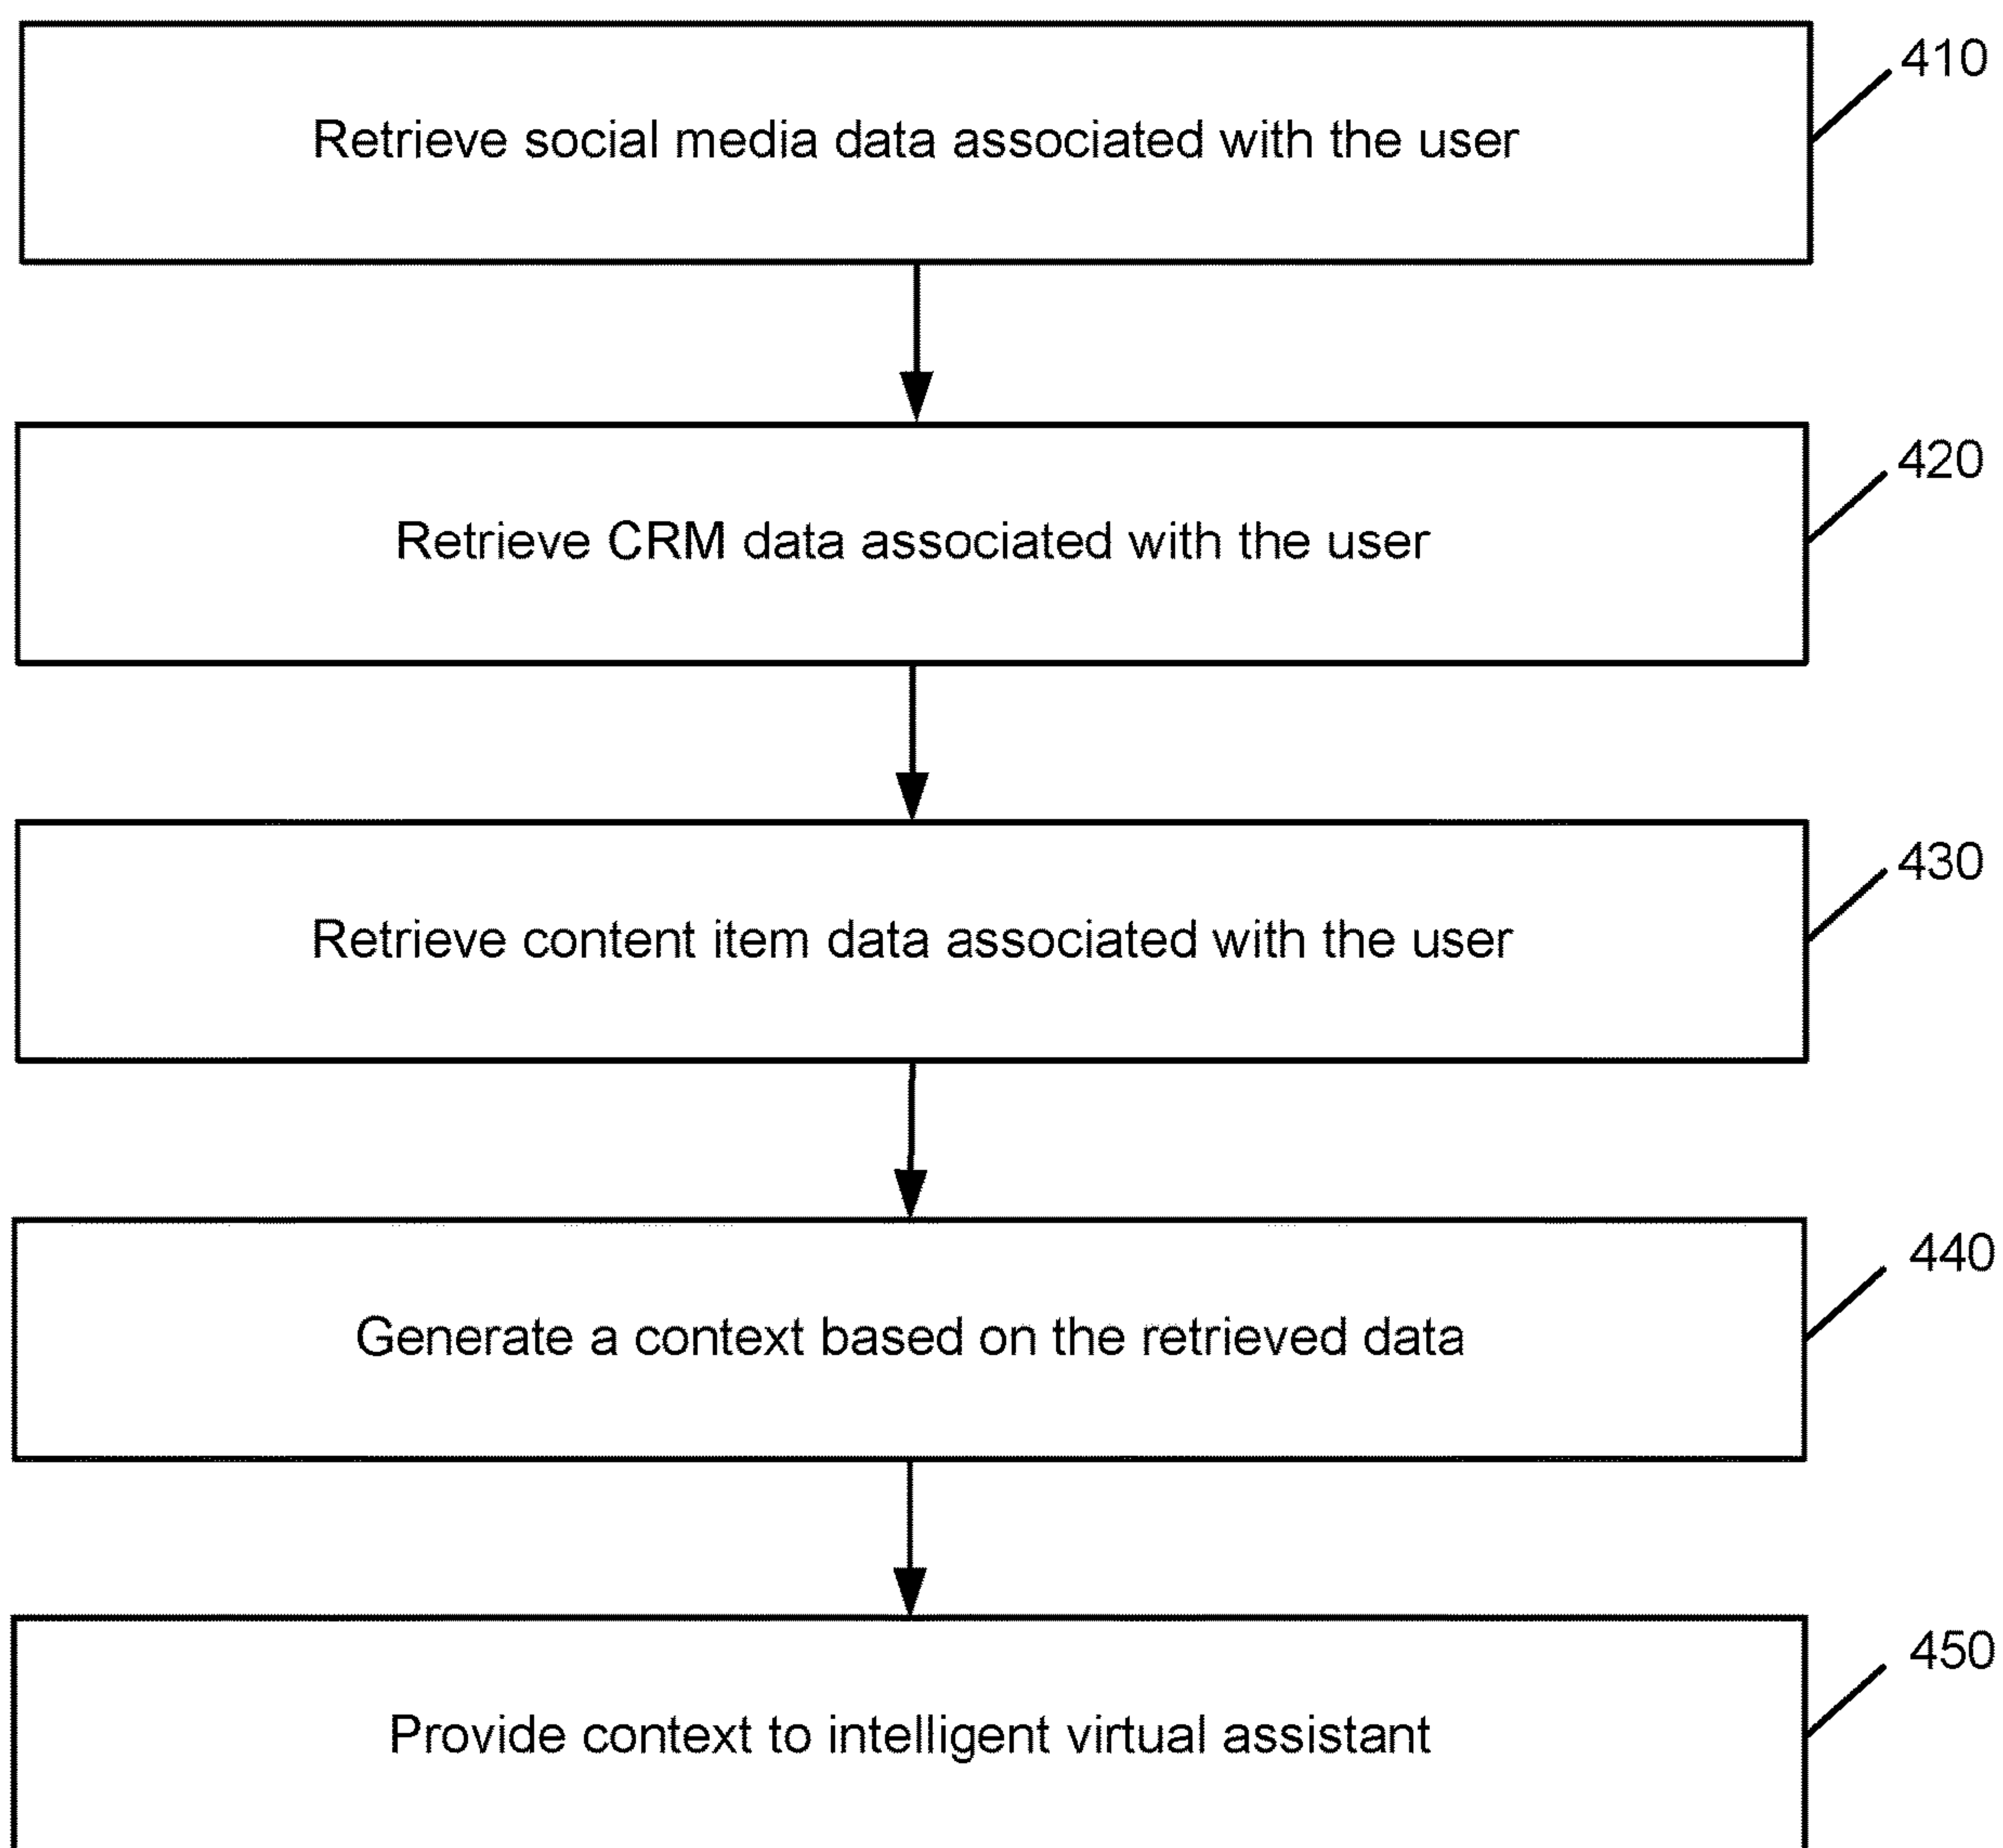 410
Retrieve social media data associated with the user
420
Retrieve CRM data associated with the user
430
Retrieve content item data associated with the user
440
Generate a context based on the retrieved data
450
Provide context to intelligent virtual assistant